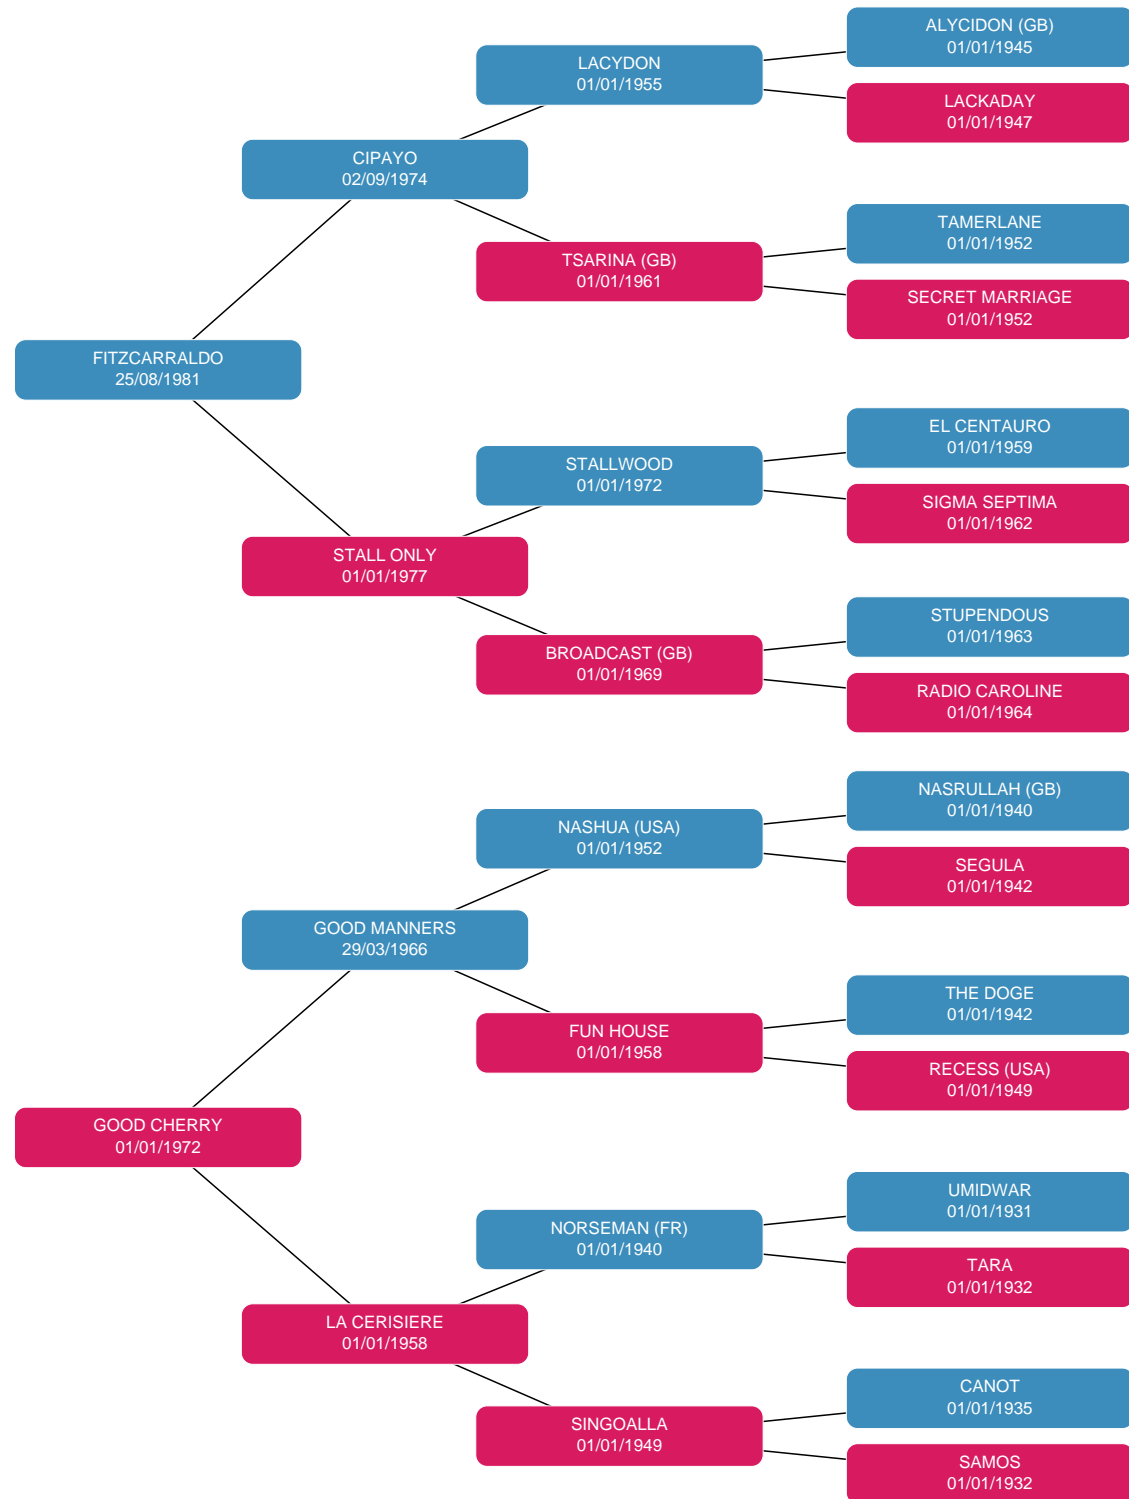 ALYCIDON (GB)
01/01/1945
LACYDON
01/01/1955
LACKADAY
01/01/1947
CIPAYO
02/09/1974
TAMERLANE
01/01/1952
TSARINA (GB)
01/01/1961
SECRET MARRIAGE
01/01/1952
FITZCARRALDO
25/08/1981
EL CENTAURO
01/01/1959
STALLWOOD
01/01/1972
SIGMA SEPTIMA
01/01/1962
STALL ONLY
01/01/1977
STUPENDOUS
01/01/1963
BROADCAST (GB)
01/01/1969
RADIO CAROLINE
01/01/1964
NASRULLAH (GB)
01/01/1940
NASHUA (USA)
01/01/1952
SEGULA
01/01/1942
GOOD MANNERS
29/03/1966
THE DOGE
01/01/1942
FUN HOUSE
01/01/1958
RECESS (USA)
01/01/1949
GOOD CHERRY
01/01/1972
UMIDWAR
01/01/1931
NORSEMAN (FR)
01/01/1940
TARA
01/01/1932
LA CERISIERE
01/01/1958
CANOT
01/01/1935
SINGOALLA
01/01/1949
SAMOS
01/01/1932